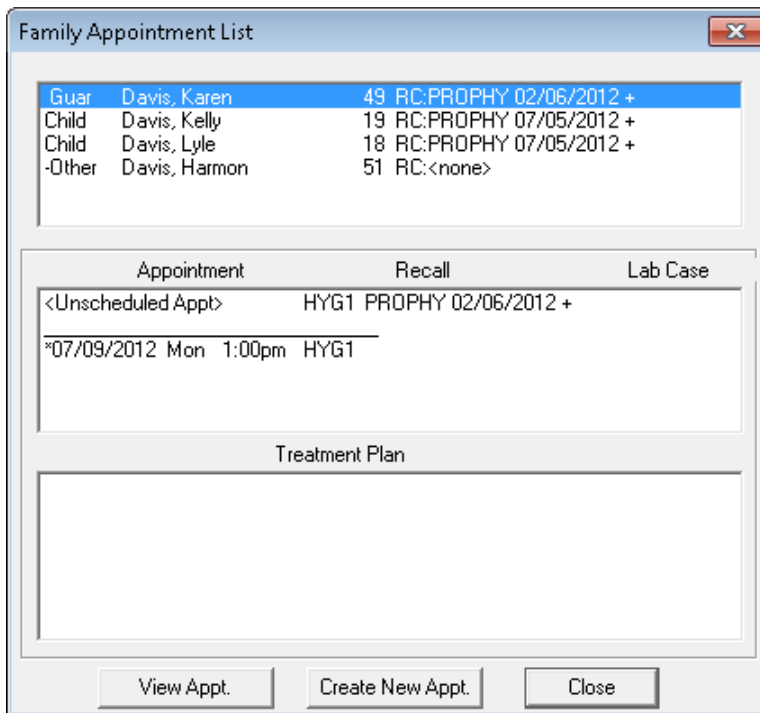 Family Appointment List
Guar Davis, Karen 49 RC:PROPHY 02/06/2012 +
Child Davis, Kelly 19 RC:PROPHY 07/05/2012 +
Child Davis, Lyle 18 RC:PROPHY 07/05/2012 +
-Other Davis, Harmon 51 RC:<none>
Appointment Recall Lab Case
<Unscheduled Appt> HYG1 PROPHY 02/06/2012 +
*07/09/2012 Mon 1:00pm HYG1
Treatment Plan
View Appt. Create New Appt. Close